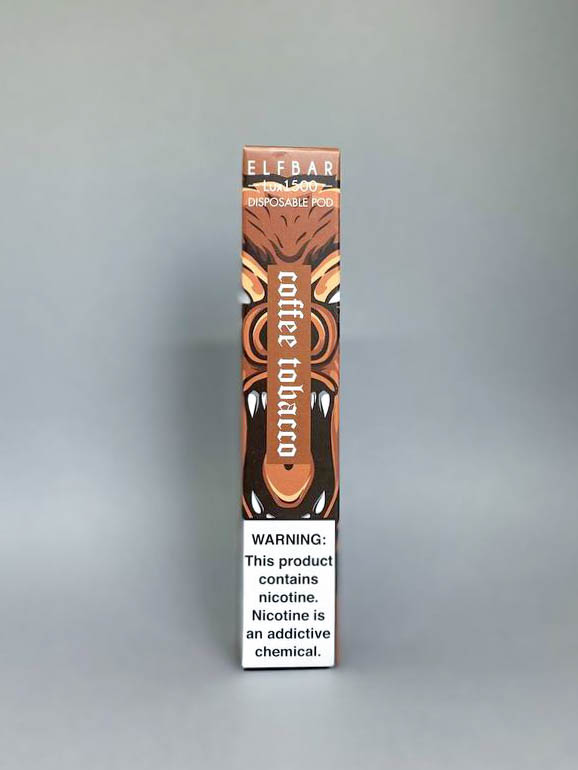 ELFBAR
Lux1500
DISPOSABLE POD
coffee tobacco
WARNING:
This product
contains
nicotine.
Nicotine is
an addictive
chemical.